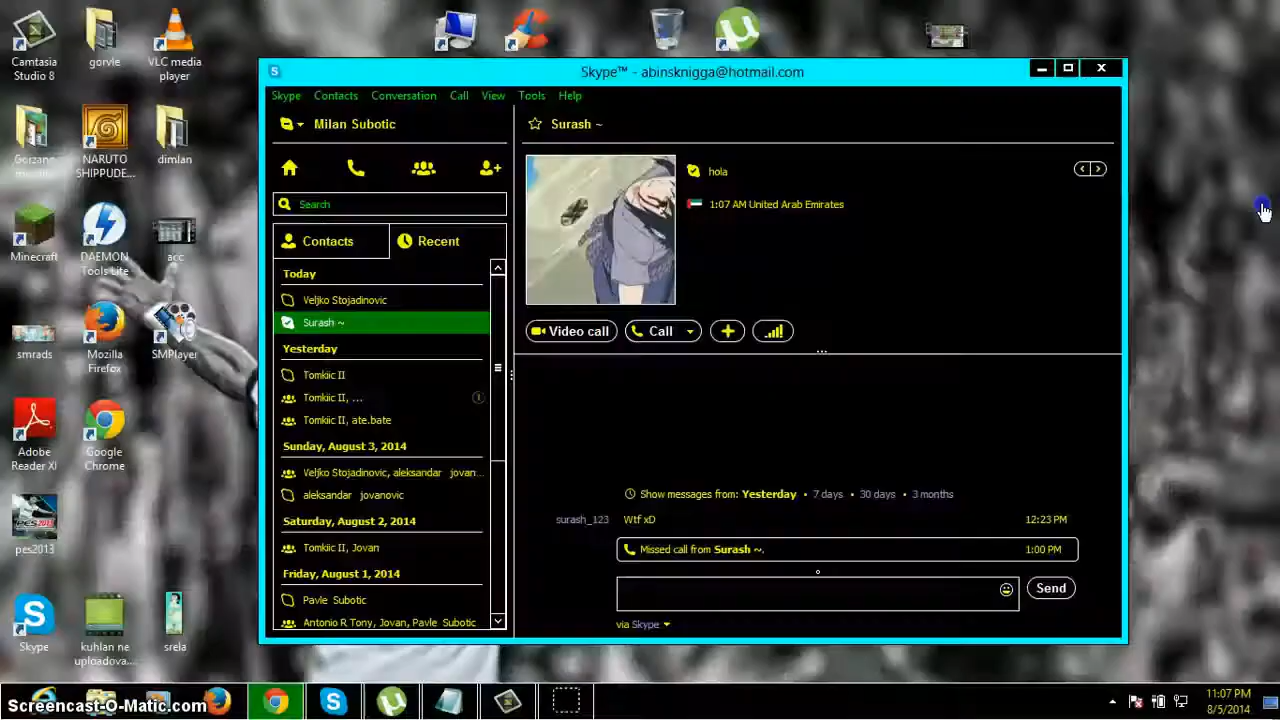 Camtasia
Studio 8
gorvle
VLC media
player
NARUTO
SHIPPUDE...
dimlan
Minecraft
DAEMON
Tools Lite
acc
smrads
Mozilla
Firefox
SMPlayer
Adobe
Reader XI
Google
Chrome
pes2013
Skype
kuhlan ne
uploadova...
srela
Skype™ - abinsknigga@hotmail.com
Skype Contacts Conversation Call View Tools Help
Milan Subotic
Search
Contacts Recent
Today
Veljko Stojadinovic
Surash ~
Yesterday
Tomkiic II
Tomkiic II, ... 1
Tomkiic II, ate.bate
Sunday, August 3, 2014
Veljko Stojadinovic, aleksandar jovan...
aleksandar jovanovic
Saturday, August 2, 2014
Tomkiic II, Jovan
Friday, August 1, 2014
Pavle Subotic
Antonio R Tony, Jovan, Pavle Subotic
Surash ~
hola
1:07 AM United Arab Emirates
Video call Call
Show messages from: Yesterday • 7 days • 30 days • 3 months
surash_123 Wtf xD 12:23 PM
Missed call from Surash ~. 1:00 PM
Send
via Skype
Screencast-O-Matic.com
11:07 PM
8/5/2014